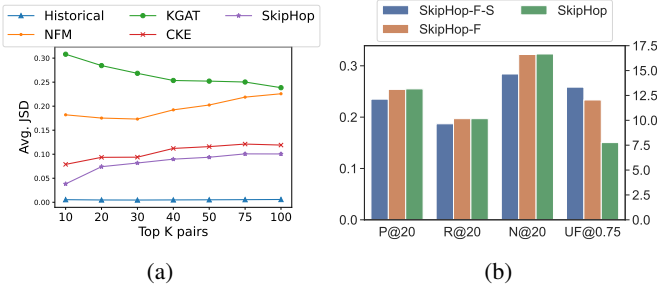 Historical KGAT SkipHop
NFM CKE
Avg. JSD
0.30
0.25
0.20
0.15
0.10
0.05
0.00
10 20 30 40 50 75 100
Top K pairs
(a)
SkipHop-F-S SkipHop
SkipHop-F
0.3
0.2
0.1
0.0
17.5
15.0
12.5
10.0
7.5
5.0
2.5
0.0
P@20 R@20 N@20 UF@0.75
(b)